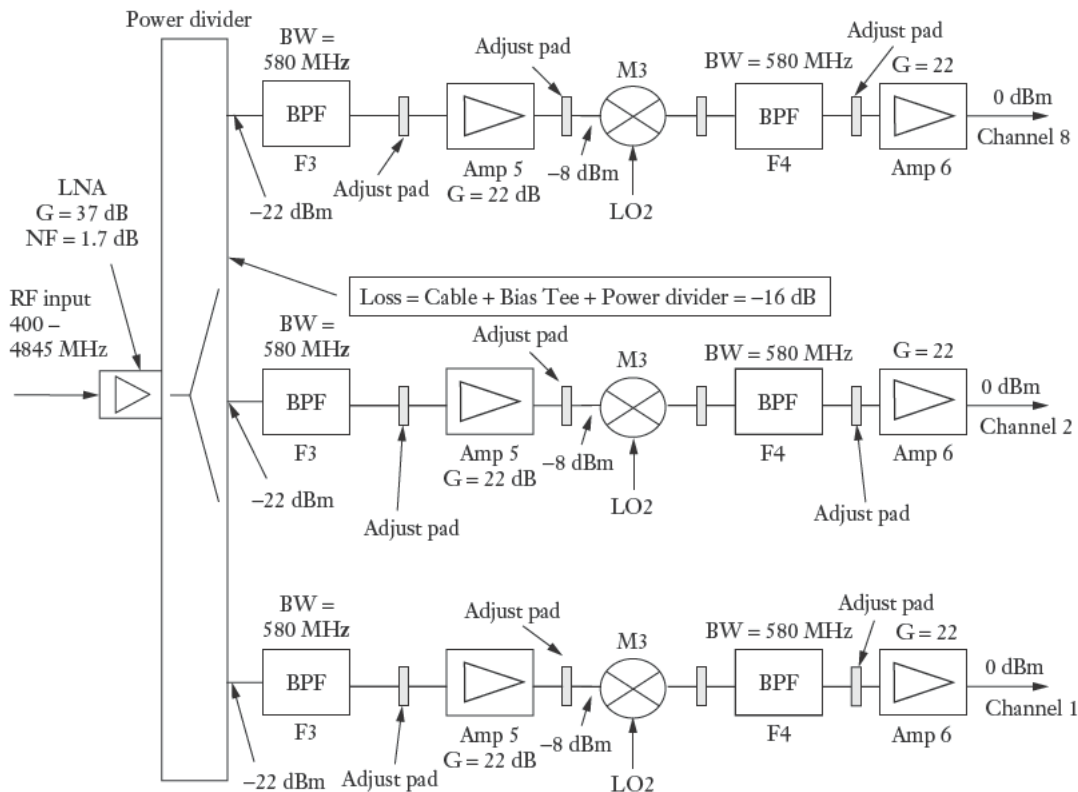 Power divider
BW =
580 MHz
BPF
F3
Adjust pad
Amp 5
G = 22 dB
Adjust pad
−8 dBm
M3
LO2
BW = 580 MHz
BPF
F4
Adjust pad
G = 22
Amp 6
0 dBm
Channel 8
−22 dBm
LNA
G = 37 dB
NF = 1.7 dB
RF input
400 –
4845 MHz
Loss = Cable + Bias Tee + Power divider = −16 dB
BW =
580 MHz
BPF
F3
Adjust pad
Amp 5
G = 22 dB
Adjust pad
−8 dBm
M3
LO2
BW = 580 MHz
BPF
F4
Adjust pad
G = 22
Amp 6
0 dBm
Channel 2
−22 dBm
BW =
580 MHz
BPF
F3
Adjust pad
Amp 5
G = 22 dB
Adjust pad
−8 dBm
M3
LO2
BW = 580 MHz
BPF
F4
Adjust pad
G = 22
Amp 6
0 dBm
Channel 1
−22 dBm